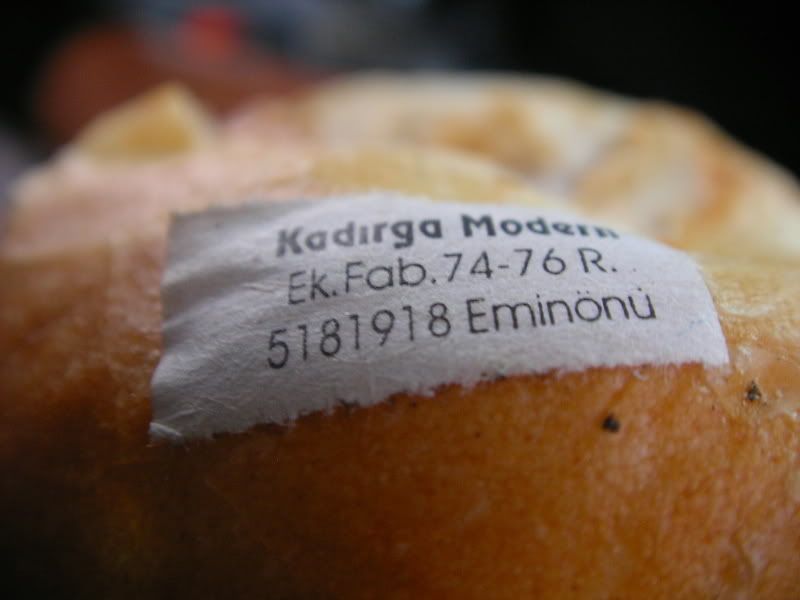 Kadırga Modern
Ek.Fab.74-76 R.
5181918 Eminönü